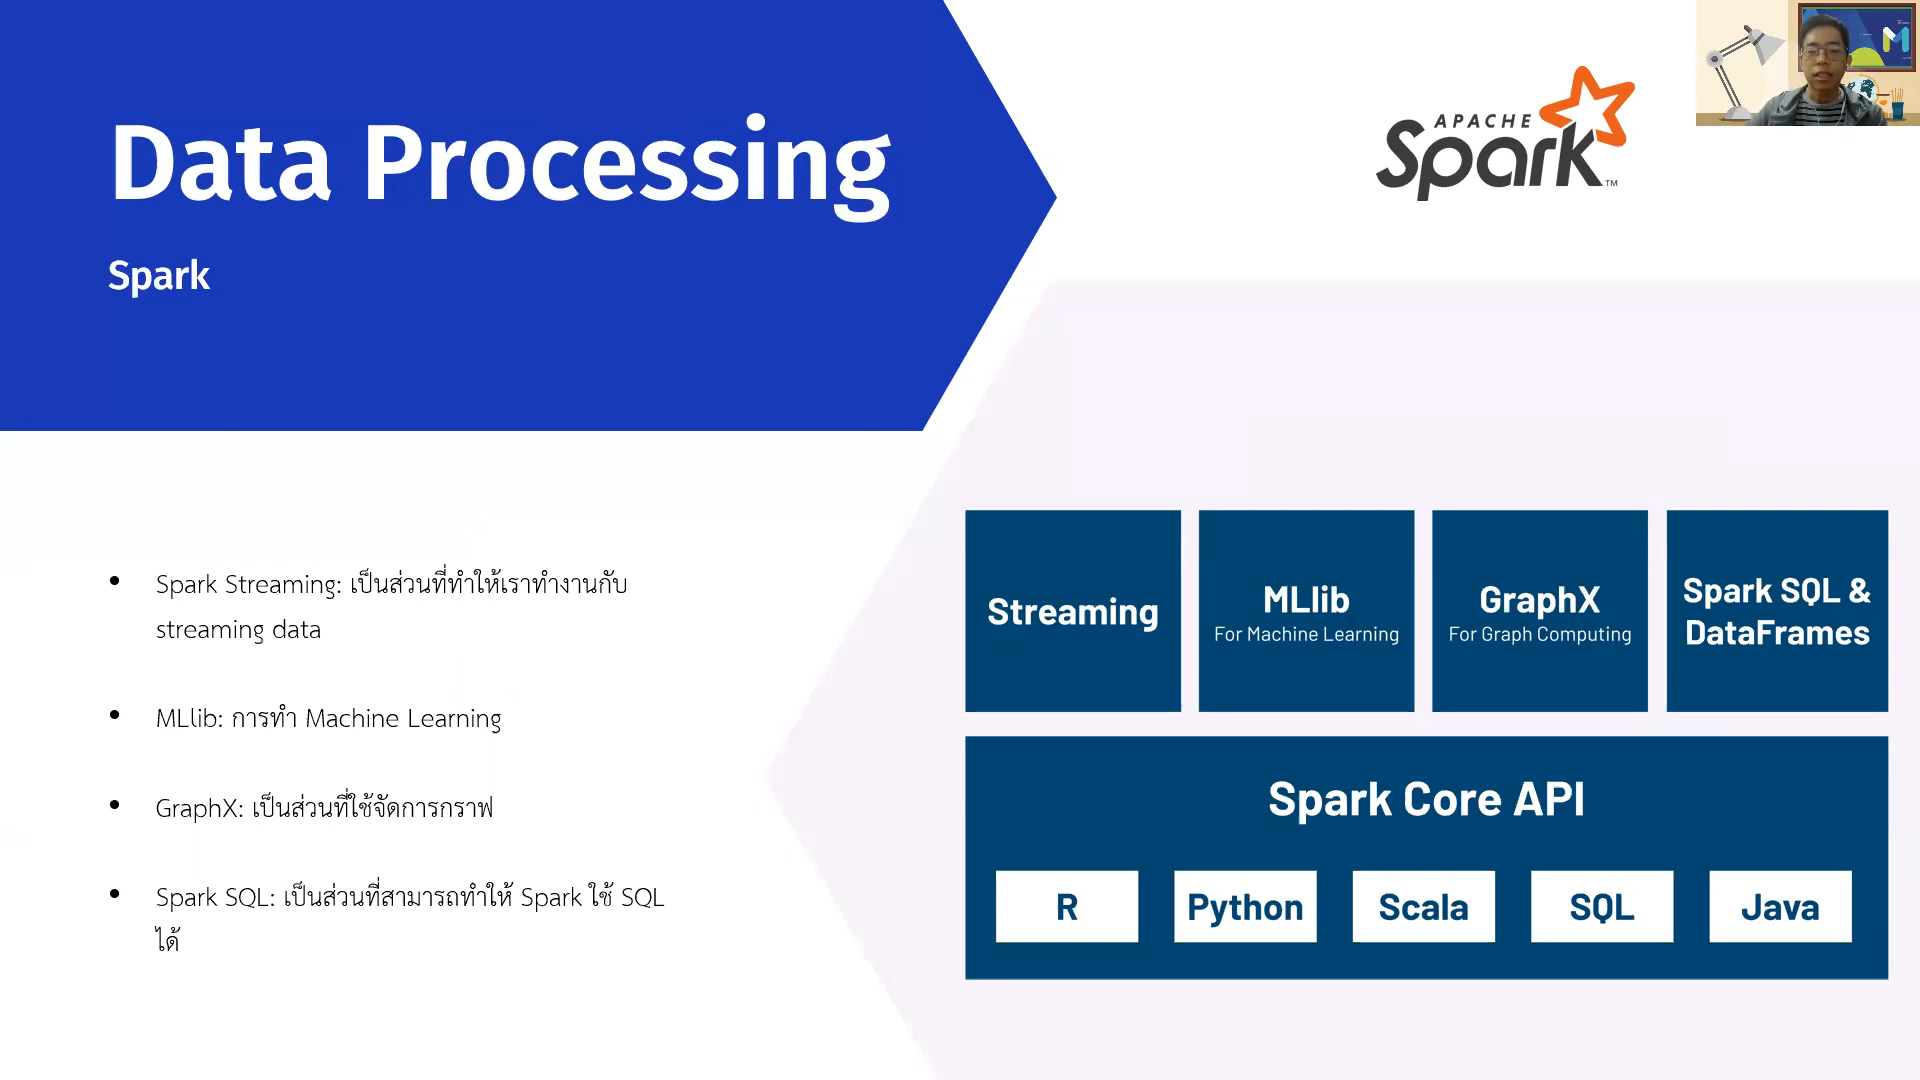 Data Processing
Spark
APACHE
Spark™
Spark Streaming: เป็นส่วนที่ทำให้เราทำงานกับ
streaming data
MLlib: การทำ Machine Learning
GraphX: เป็นส่วนที่ใช้จัดการกราฟ
Spark SQL: เป็นส่วนที่สามารถทำให้ Spark ใช้ SQL
ได้
Streaming
MLlib
For Machine Learning
GraphX
For Graph Computing
Spark SQL &
DataFrames
Spark Core API
R
Python
Scala
SQL
Java